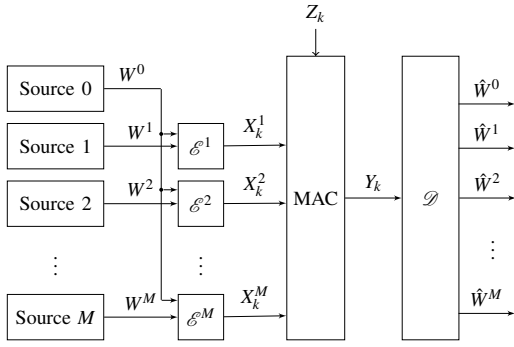 Z_k
Source 0 W^0 Ŵ^0
Source 1 W^1 ℰ^1 X_k^1 Ŵ^1
Source 2 W^2 ℰ^2 X_k^2 MAC Y_k 𝒟 Ŵ^2
⋮ ⋮ ⋮
Source M W^M ℰ^M X_k^M Ŵ^M